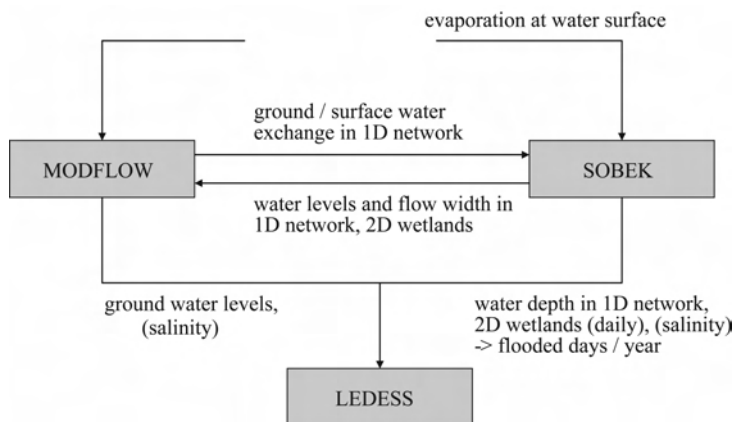 evaporation at water surface
ground / surface water
exchange in 1D network
MODFLOW
SOBEK
water levels and flow width in
1D network, 2D wetlands
ground water levels,
(salinity)
water depth in 1D network,
2D wetlands (daily), (salinity)
-> flooded days / year
LEDESS